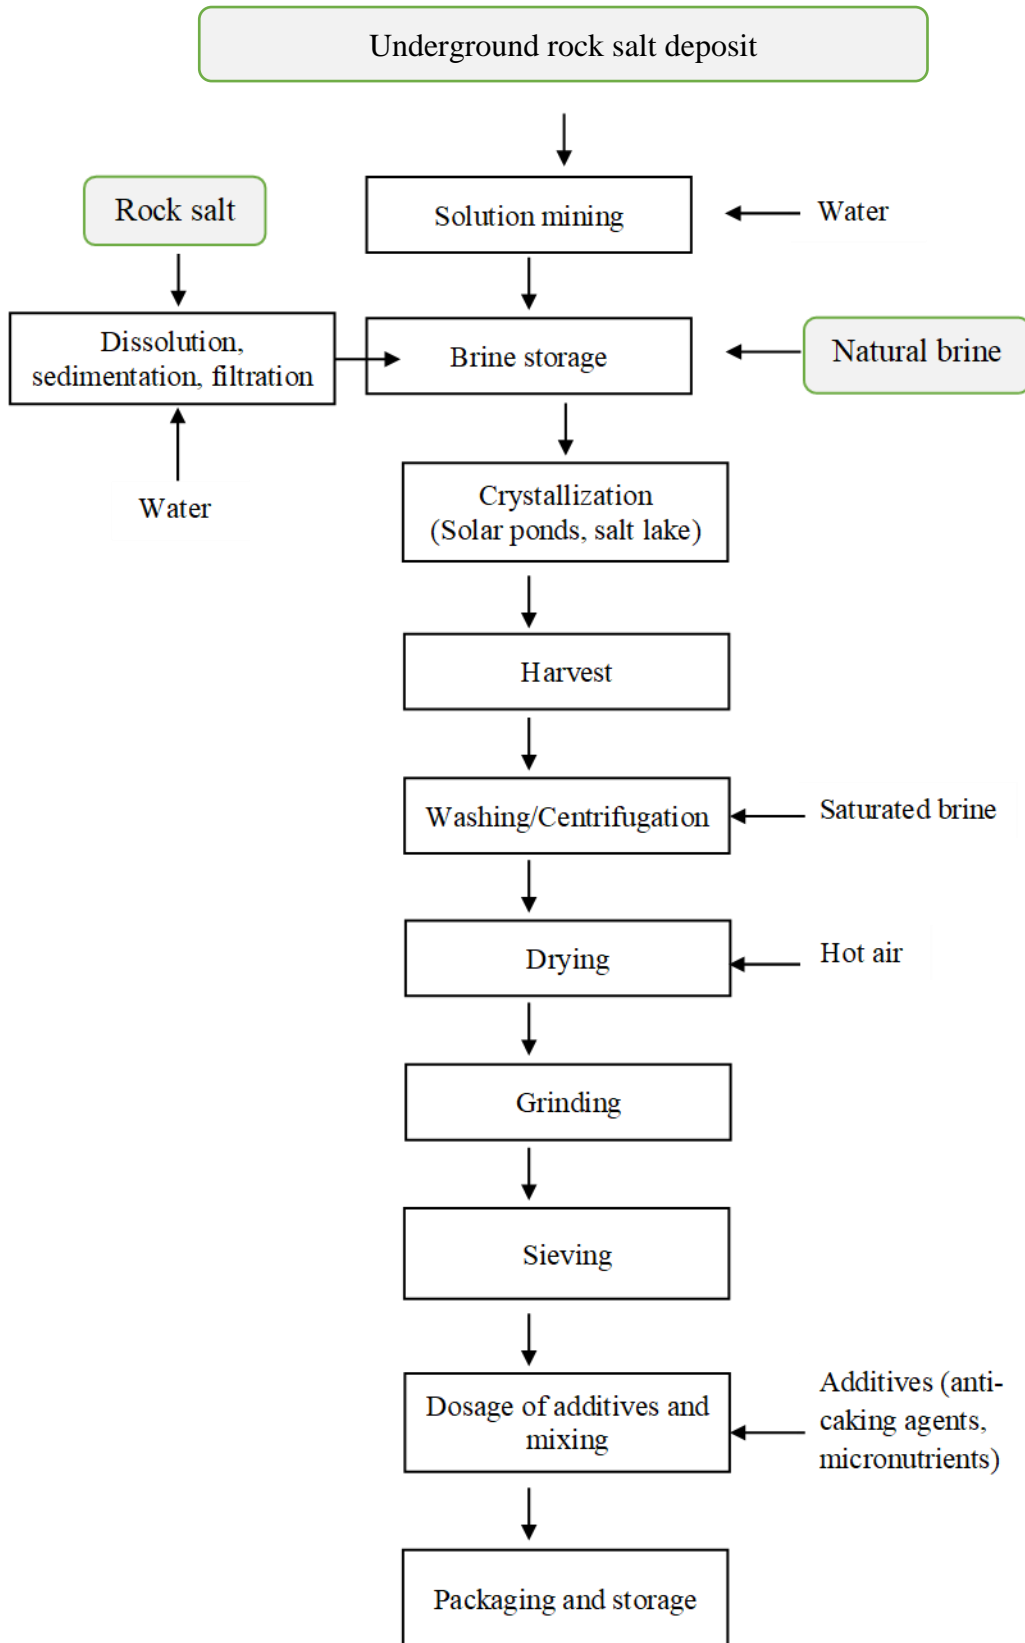 Underground rock salt deposit
Rock salt
Solution mining
Water
Dissolution,
sedimentation, filtration
Brine storage
Natural brine
Water
Crystallization
(Solar ponds, salt lake)
Harvest
Washing/Centrifugation
Saturated brine
Drying
Hot air
Grinding
Sieving
Dosage of additives and
mixing
Additives (anti-
caking agents,
micronutrients)
Packaging and storage